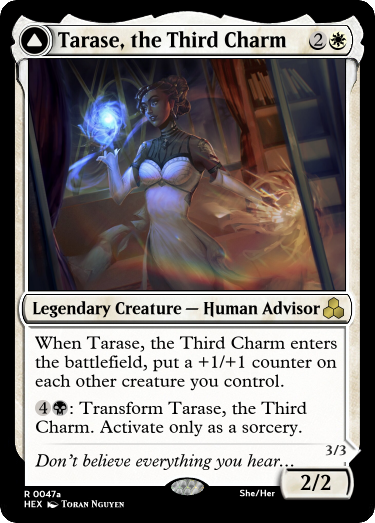 Tarase, the Third Charm 2
Legendary Creature — Human Advisor
When Tarase, the Third Charm enters
the battlefield, put a +1/+1 counter on
each other creature you control.
4: Transform Tarase, the Third
Charm. Activate only as a sorcery.
3/3
Don't believe everything you hear...
2/2
R 0047a
She/Her
HEX Toran Nguyen